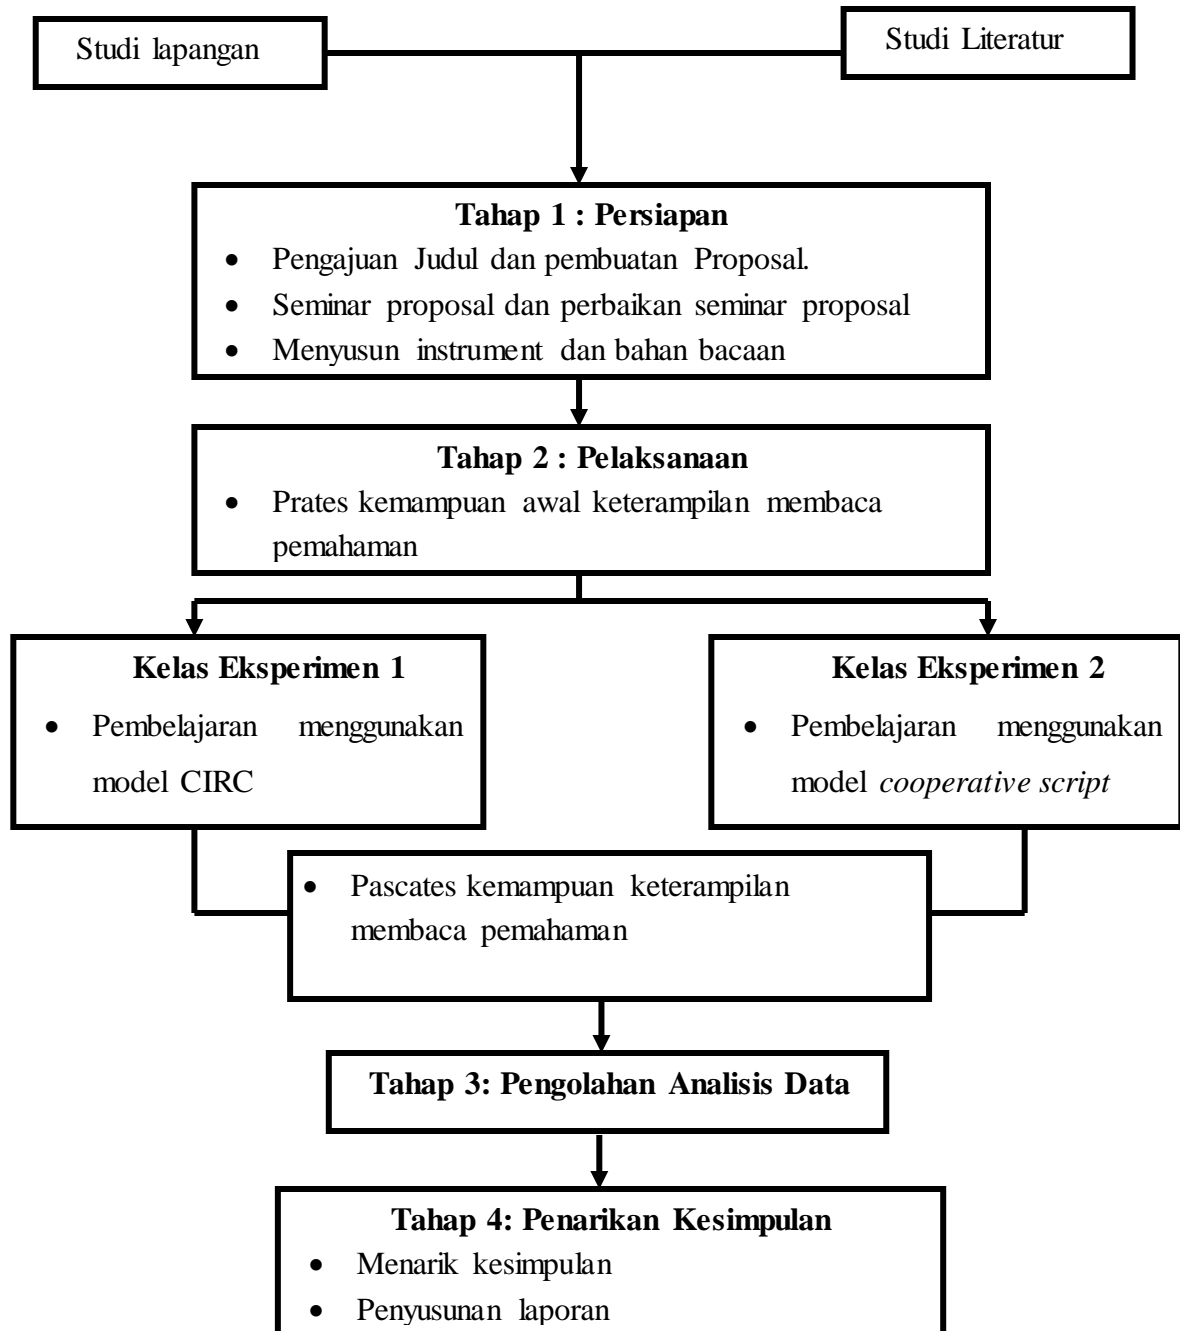 Studi lapangan
Studi Literatur
Tahap 1 : Persiapan
• Pengajuan Judul dan pembuatan Proposal.
• Seminar proposal dan perbaikan seminar proposal
• Menyusun instrument dan bahan bacaan
Tahap 2 : Pelaksanaan
• Prates kemampuan awal keterampilan membaca
pemahaman
Kelas Eksperimen 1
• Pembelajaran menggunakan
model CIRC
Kelas Eksperimen 2
• Pembelajaran menggunakan
model cooperative script
• Pascates kemampuan keterampilan
membaca pemahaman
Tahap 3: Pengolahan Analisis Data
Tahap 4: Penarikan Kesimpulan
• Menarik kesimpulan
• Penyusunan laporan